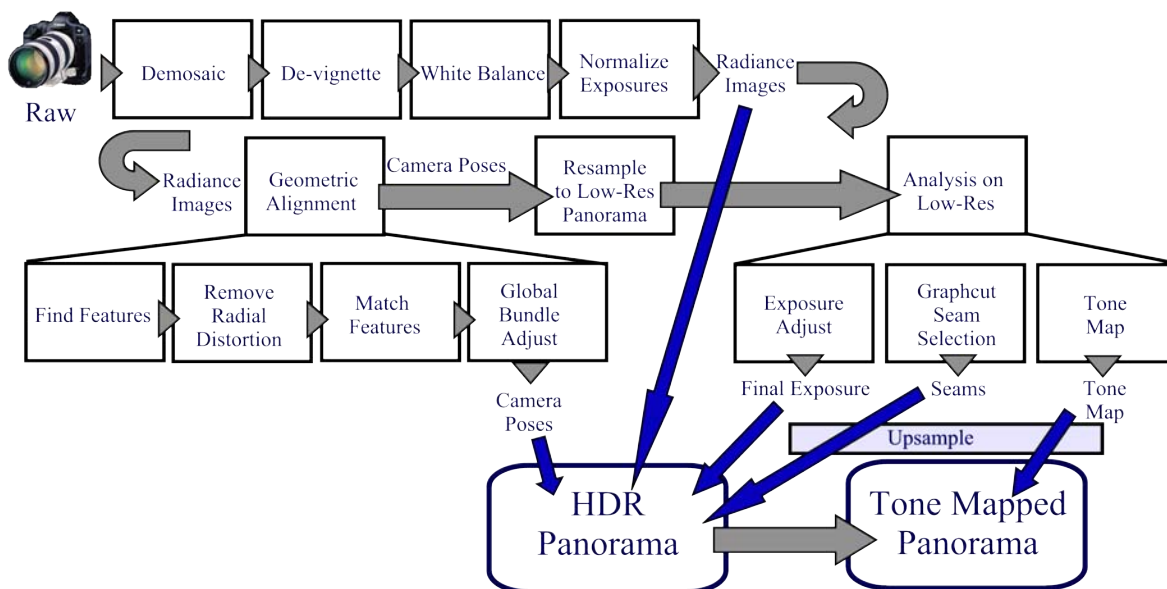 Raw
Demosaic
De-vignette
White Balance
Normalize
Exposures
Radiance
Images
Radiance
Images
Geometric
Alignment
Camera Poses
Resample
to Low-Res
Panorama
Analysis on
Low-Res
Find Features
Remove
Radial
Distortion
Match
Features
Global
Bundle
Adjust
Exposure
Adjust
Graphcut
Seam
Selection
Tone
Map
Camera
Poses
Final Exposure
Seams
Tone
Map
Upsample
HDR
Panorama
Tone Mapped
Panorama